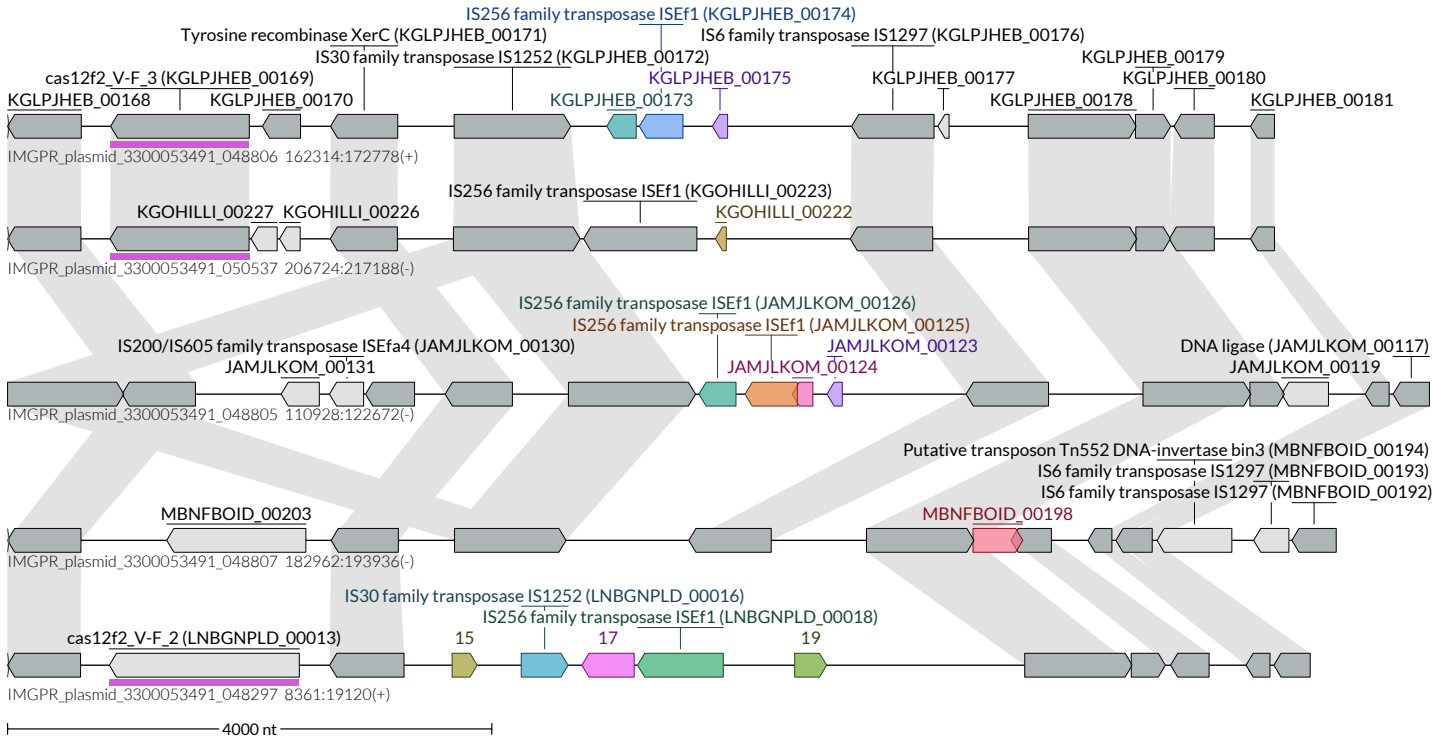 IS256 family transposase ISEf1 (KGLPJHEB_00174)
Tyrosine recombinase XerC (KGLPJHEB_00171)
IS6 family transposase IS1297 (KGLPJHEB_00176)
IS30 family transposase IS1252 (KGLPJHEB_00172)
KGLPJHEB_00179
cas12f2_V-F_3 (KGLPJHEB_00169)
KGLPJHEB_00175
KGLPJHEB_00177
KGLPJHEB_00180
KGLPJHEB_00168
KGLPJHEB_00170
KGLPJHEB_00173
KGLPJHEB_00178
KGLPJHEB_00181
IMGPR_plasmid_3300053491_048806 162314:172778(+)
IS256 family transposase ISEf1 (KGOHILLI_00223)
KGOHILLI_00227
KGOHILLI_00226
KGOHILLI_00222
IMGPR_plasmid_3300053491_050537 206724:217188(-)
IS256 family transposase ISEf1 (JAMJLKOM_00126)
IS256 family transposase ISEf1 (JAMJLKOM_00125)
IS200/IS605 family transposase ISEfa4 (JAMJLKOM_00130)
JAMJLKOM_00123
DNA ligase (JAMJLKOM_00117)
JAMJLKOM_00131
JAMJLKOM_00124
JAMJLKOM_00119
IMGPR_plasmid_3300053491_048805 110928:122672(-)
Putative transposon Tn552 DNA-invertase bin3 (MBNFBOID_00194)
IS6 family transposase IS1297 (MBNFBOID_00193)
IS6 family transposase IS1297 (MBNFBOID_00192)
MBNFBOID_00203
MBNFBOID_00198
IMGPR_plasmid_3300053491_048807 182962:193936(-)
IS30 family transposase IS1252 (LNBGNPLD_00016)
IS256 family transposase ISEf1 (LNBGNPLD_00018)
cas12f2_V-F_2 (LNBGNPLD_00013)
15
17
19
IMGPR_plasmid_3300053491_048297 8361:19120(+)
4000 nt